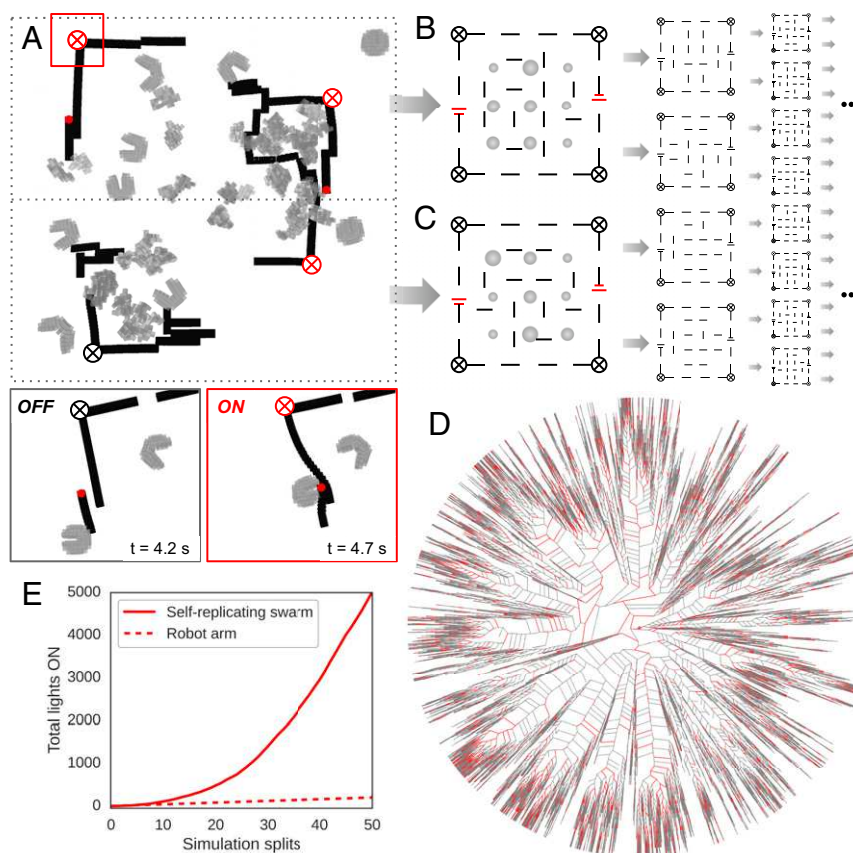 A
B
C
OFF
t = 4.2 s
ON
t = 4.7 s
D
E
5000
4000
3000
2000
1000
0
Total lights ON
Self-replicating swarm
Robot arm
0 10 20 30 40 50
Simulation splits